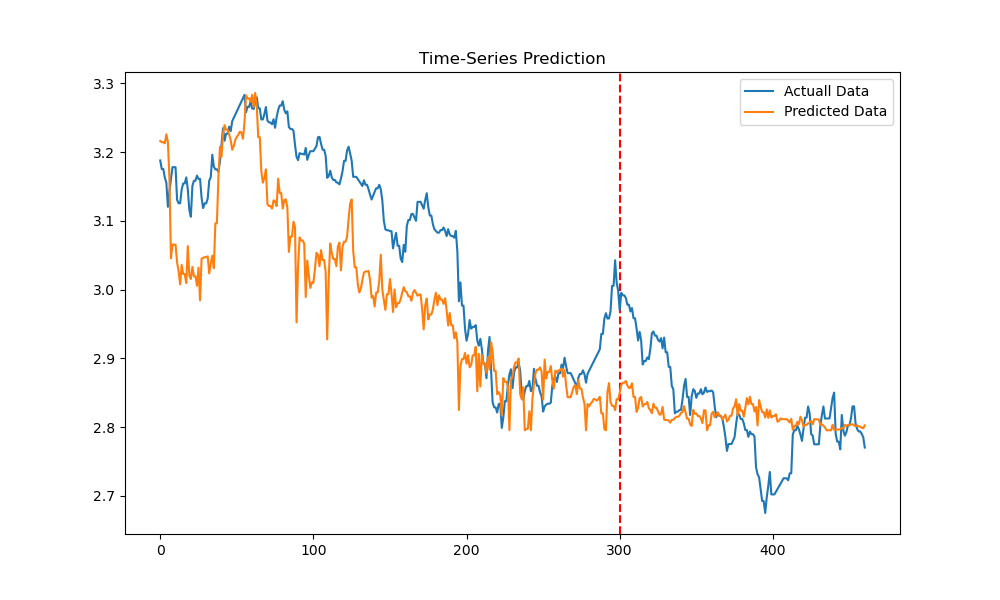 Time-Series Prediction
Actuall Data
Predicted Data
3.3
3.2
3.1
3.0
2.9
2.8
2.7
0 100 200 300 400